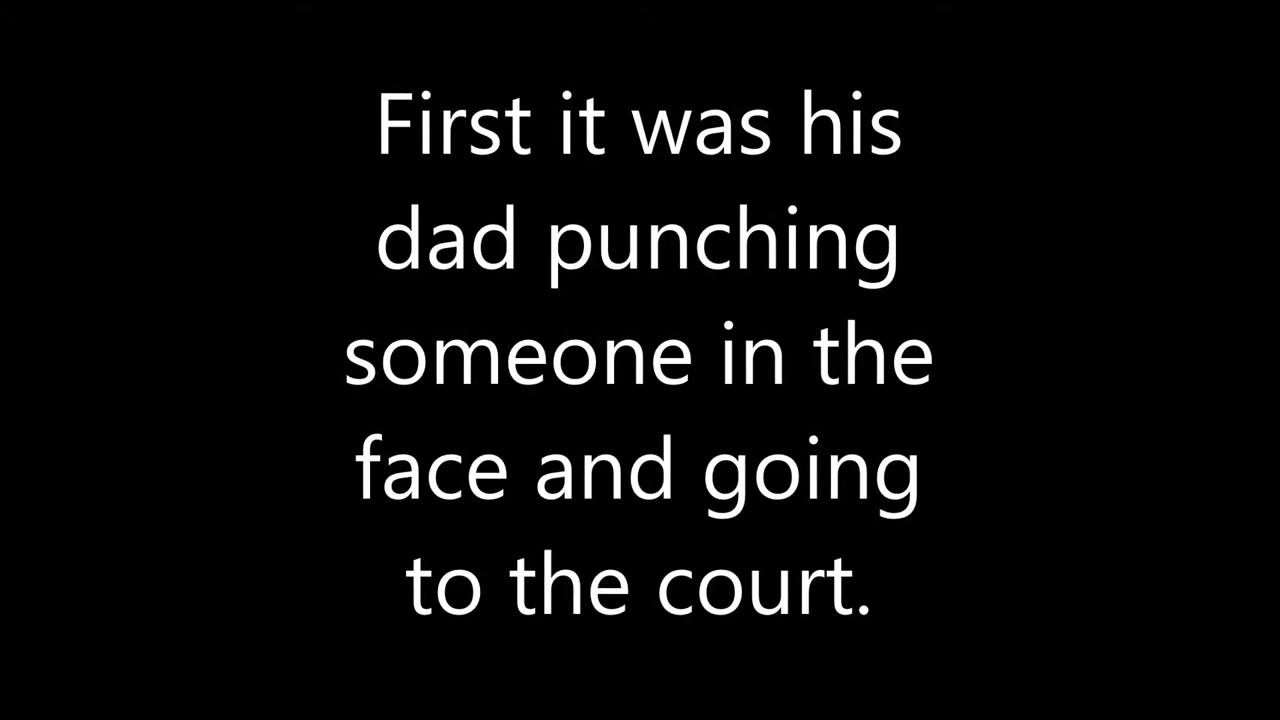 First it was his
dad punching
someone in the
face and going
to the court.